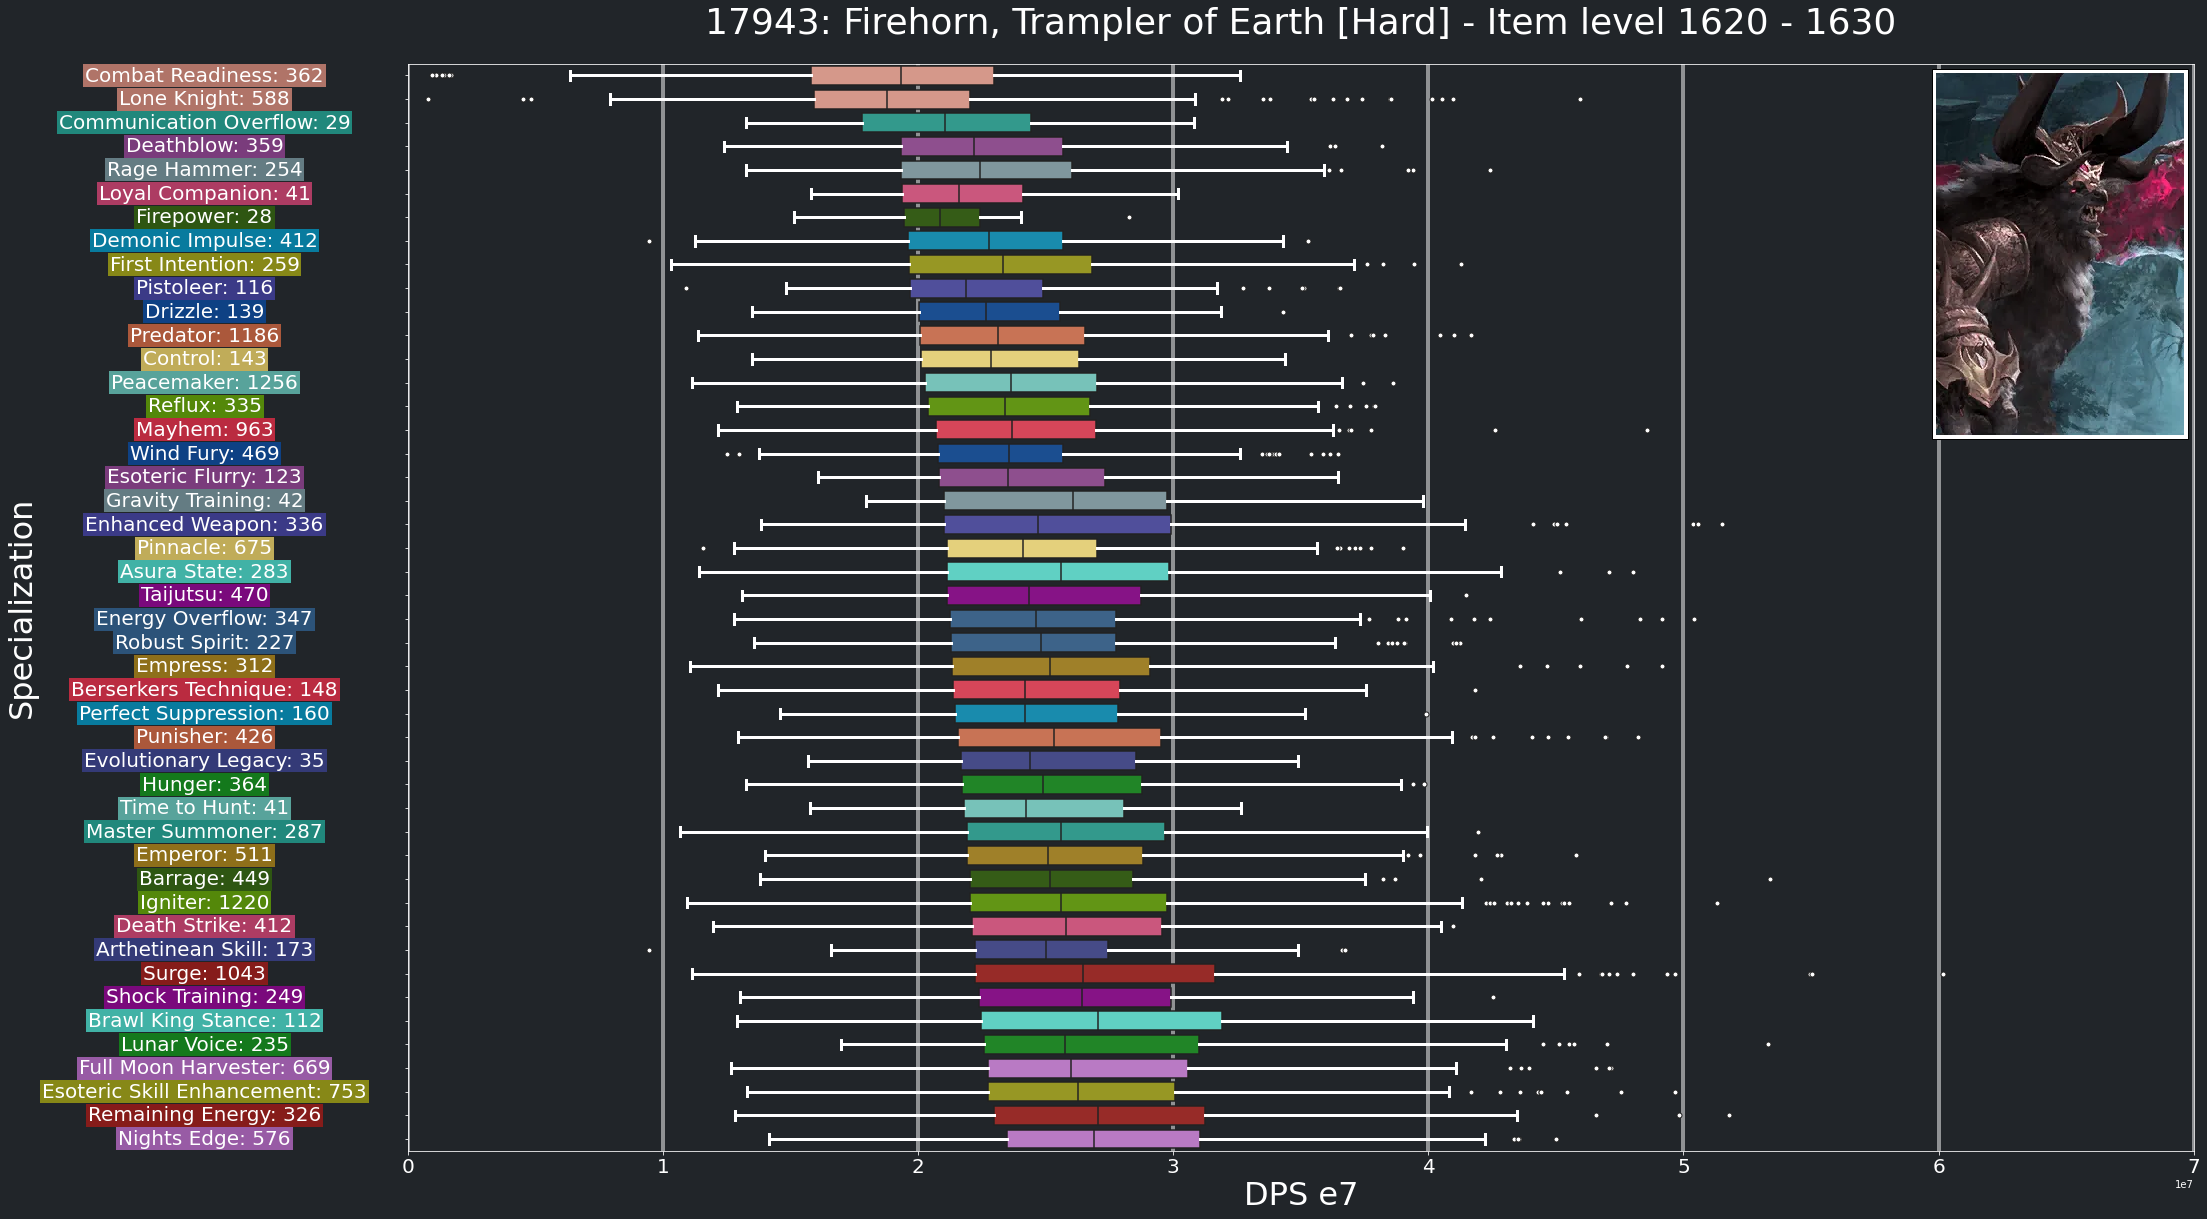 17943: Firehorn, Trampler of Earth [Hard] - Item level 1620 - 1630
Specialization
Combat Readiness: 362
Lone Knight: 588
Communication Overflow: 29
Deathblow: 359
Rage Hammer: 254
Loyal Companion: 41
Firepower: 28
Demonic Impulse: 412
First Intention: 259
Pistoleer: 116
Drizzle: 139
Predator: 1186
Control: 143
Peacemaker: 1256
Reflux: 335
Mayhem: 963
Wind Fury: 469
Esoteric Flurry: 123
Gravity Training: 42
Enhanced Weapon: 336
Pinnacle: 675
Asura State: 283
Taijutsu: 470
Energy Overflow: 347
Robust Spirit: 227
Empress: 312
Berserkers Technique: 148
Perfect Suppression: 160
Punisher: 426
Evolutionary Legacy: 35
Hunger: 364
Time to Hunt: 41
Master Summoner: 287
Emperor: 511
Barrage: 449
Igniter: 1220
Death Strike: 412
Arthetinean Skill: 173
Surge: 1043
Shock Training: 249
Brawl King Stance: 112
Lunar Voice: 235
Full Moon Harvester: 669
Esoteric Skill Enhancement: 753
Remaining Energy: 326
Nights Edge: 576
0 1 2 3 4 5 6 7
1e7
DPS e7